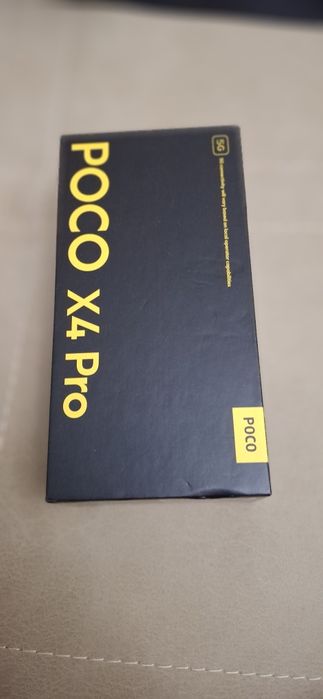 5G
5G connectivity will vary based on local operator capabilities
POCO X4 Pro
POCO